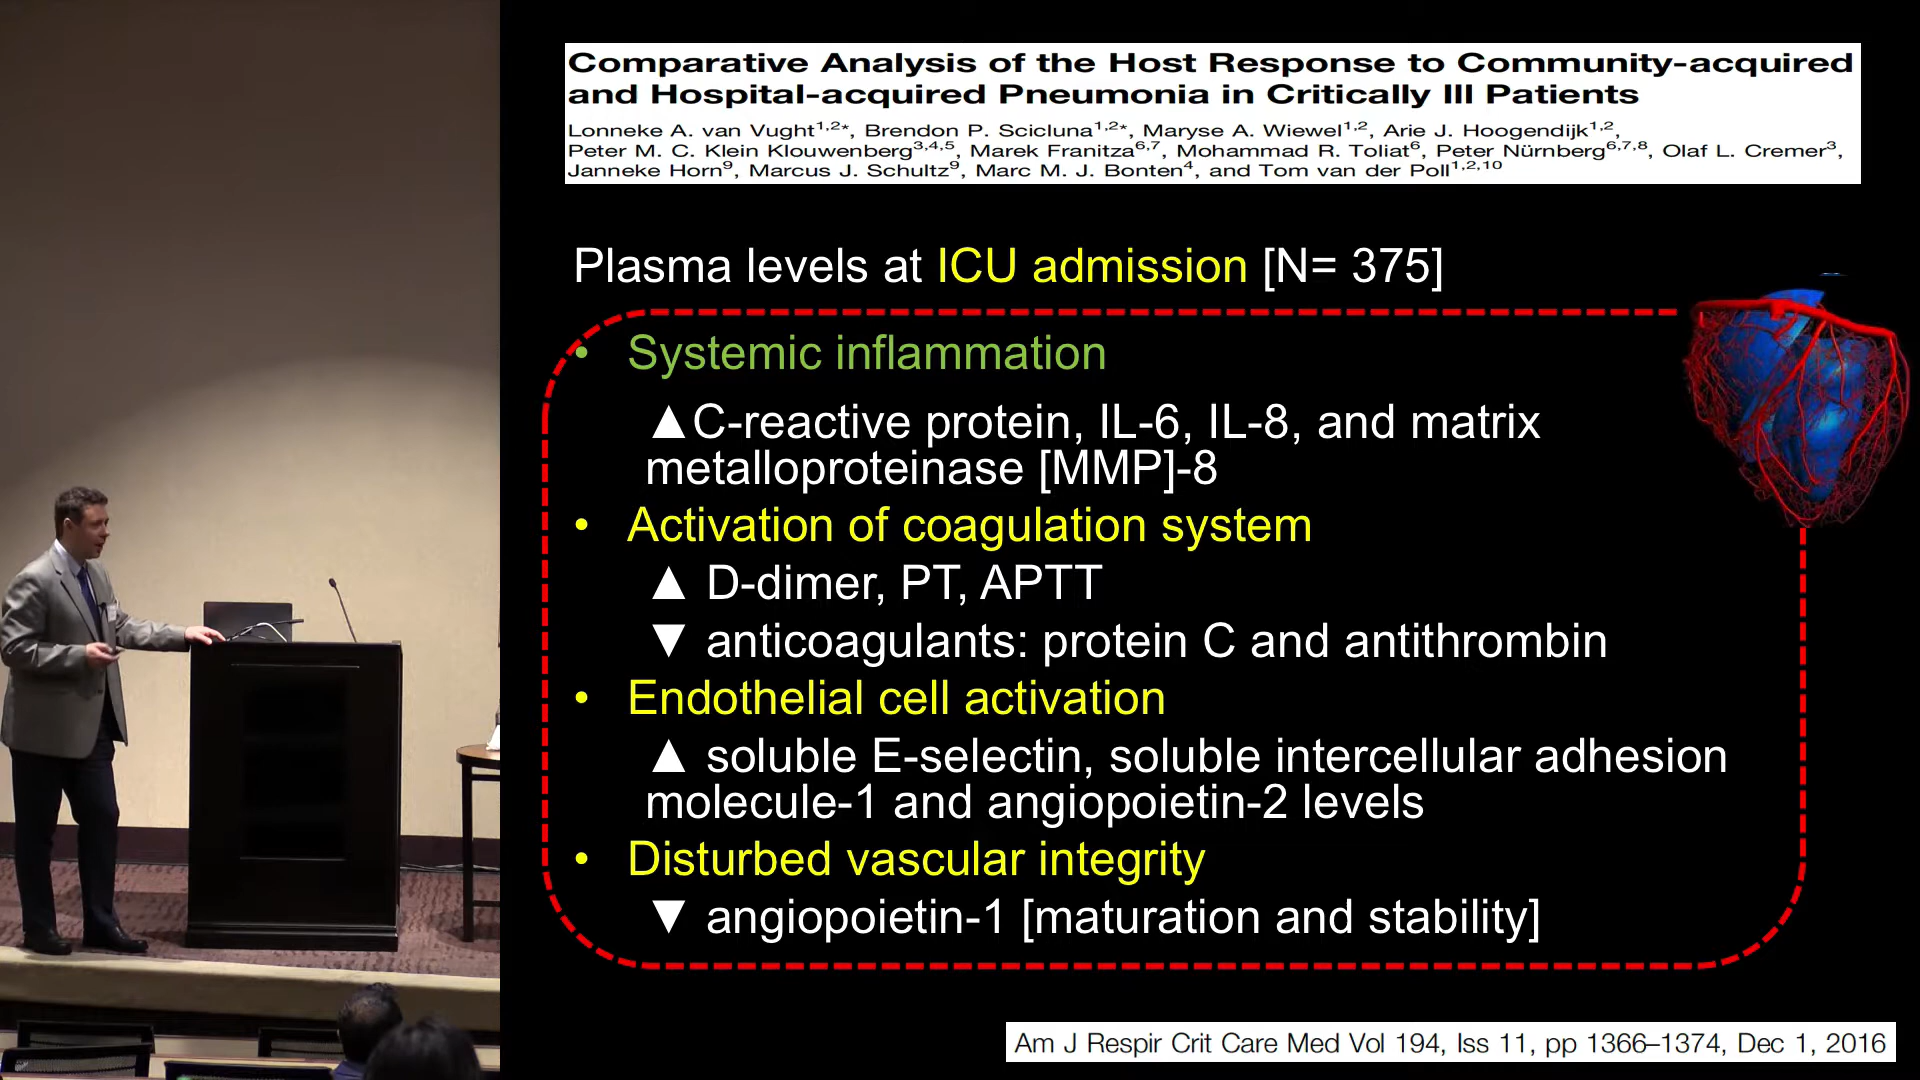 Comparative Analysis of the Host Response to Community-acquired
and Hospital-acquired Pneumonia in Critically Ill Patients
Lonneke A. van Vught1,2*, Brendon P. Scicluna1,2*, Maryse A. Wiewel1,2, Arie J. Hoogendijk1,2,
Peter M. C. Klein Klouwenberg3,4,5, Marek Franitza6,7, Mohammad R. Toliat6, Peter Nürnberg6,7,8, Olaf L. Cremer3,
Janneke Horn9, Marcus J. Schultz9, Marc M. J. Bonten4, and Tom van der Poll1,2,10
Plasma levels at ICU admission [N= 375]
• Systemic inflammation
▲C-reactive protein, IL-6, IL-8, and matrix
metalloproteinase [MMP]-8
• Activation of coagulation system
▲ D-dimer, PT, APTT
▼ anticoagulants: protein C and antithrombin
• Endothelial cell activation
▲ soluble E-selectin, soluble intercellular adhesion
molecule-1 and angiopoietin-2 levels
• Disturbed vascular integrity
▼ angiopoietin-1 [maturation and stability]
Am J Respir Crit Care Med Vol 194, Iss 11, pp 1366–1374, Dec 1, 2016